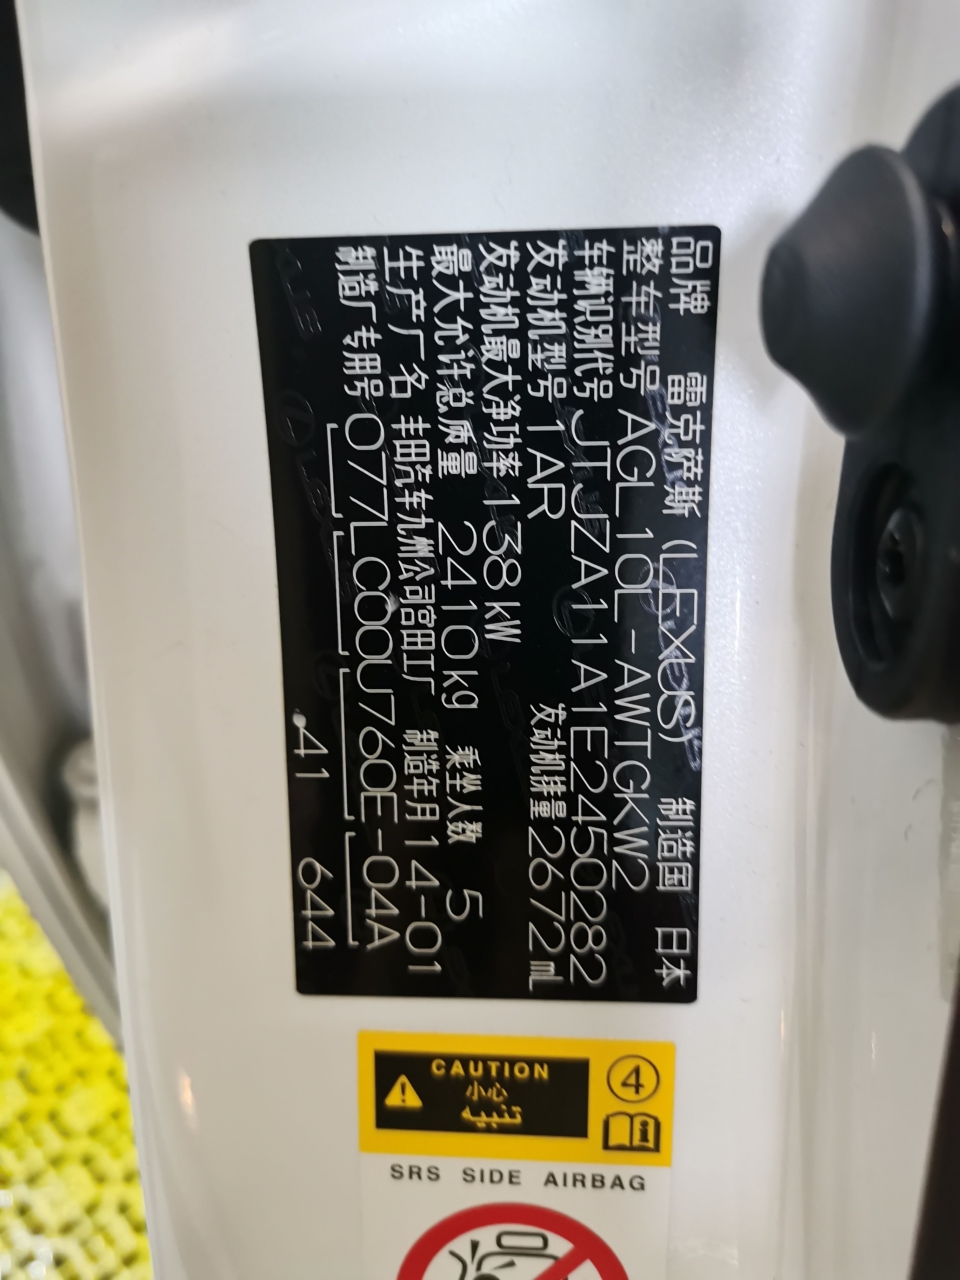 品牌 雷克萨斯 (LEXUS) 制造国 日本
整车型号 AGL10L-AWTGKW2
车辆识别代号 JTJZA11A1E2450282
发动机型号 1AR 发动机排量 2672mL
发动机最大净功率 138kW
最大允许总质量 2410kg 乘坐人数 5
生产厂名 丰田汽车九州公司宫田工厂 制造年月 14-01
制造厂专用号 077LC00U760E-04A
41 644
CAUTION
小心
تنبيه
4
SRS SIDE AIRBAG